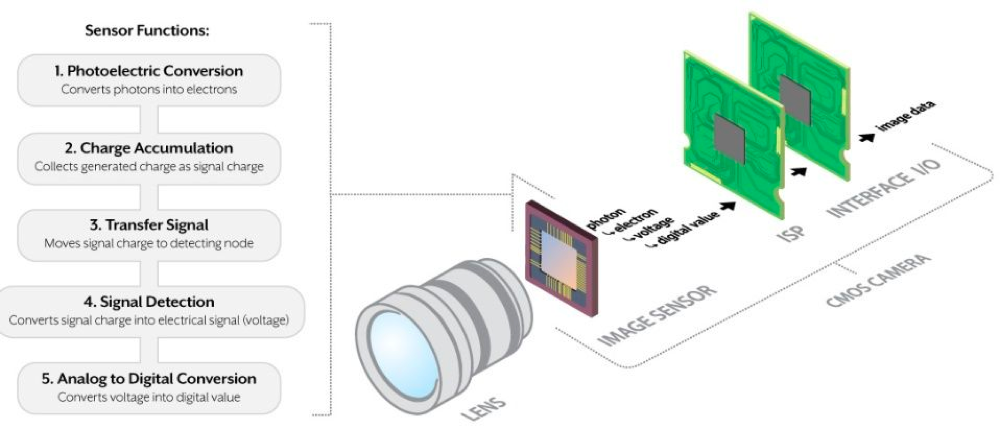 Sensor Functions:
1. Photoelectric Conversion
Converts photons into electrons
2. Charge Accumulation
Collects generated charge as signal charge
3. Transfer Signal
Moves signal charge to detecting node
4. Signal Detection
Converts signal charge into electrical signal (voltage)
5. Analog to Digital Conversion
Converts voltage into digital value
LENS
IMAGE SENSOR
photon
electron
voltage
digital value
ISP
INTERFACE I/O
image data
CMOS CAMERA